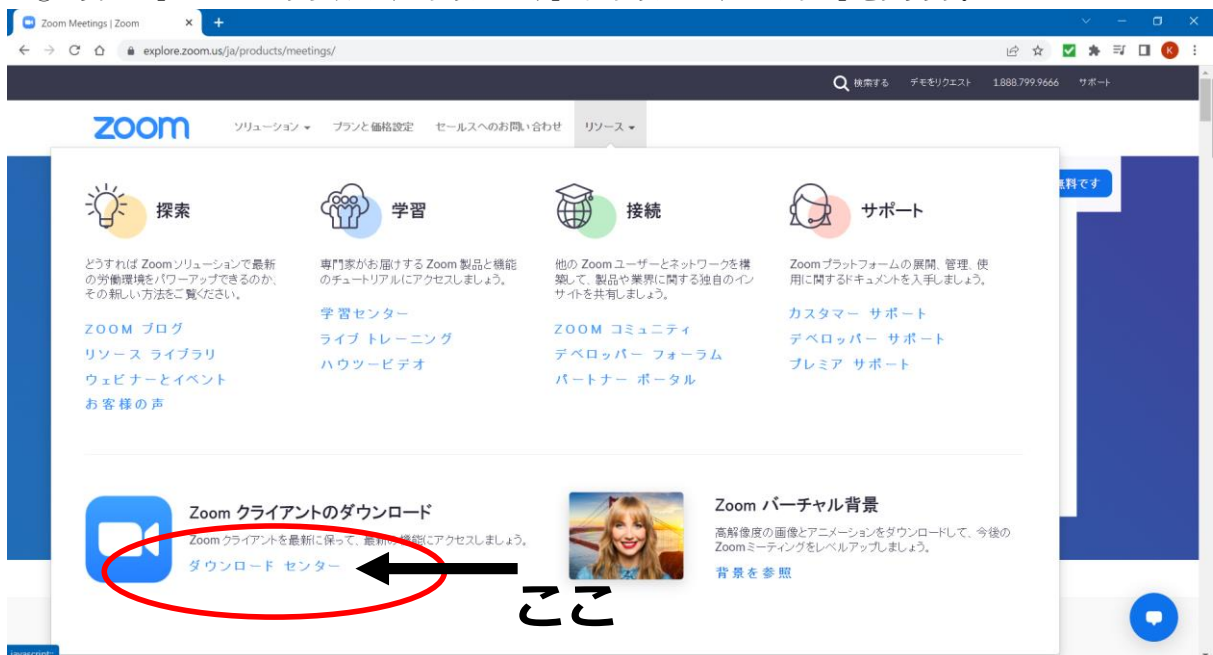 Zoom Meetings | Zoom
explore.zoom.us/ja/products/meetings/
K
検索する デモをリクエスト 1.888.799.9666 サポート
zoom ソリューション プランと価格設定 セールスへのお問い合わせ リソース
無料です
探索
どうすれば Zoom ソリューションで最新
の労働環境をパワーアップできるのか、
その新しい方法をご覧ください。
ZOOM ブログ
リソース ライブラリ
ウェビナーとイベント
お客様の声
学習
専門家がお届けする Zoom 製品と機能
のチュートリアルにアクセスしましょう。
学習センター
ライブ トレーニング
ハウツービデオ
接続
他の Zoom ユーザーとネットワークを構
築して、製品や業界に関する独自のイン
サイトを共有しましょう。
ZOOM コミュニティ
デベロッパー フォーラム
パートナー ポータル
サポート
Zoom プラットフォームの展開、管理、使
用に関するドキュメントを入手しましょう。
カスタマー サポート
デベロッパー サポート
プレミア サポート
Zoom クライアントのダウンロード
Zoom クライアントを最新に保って、最新の機能にアクセスしましょう。
ダウンロード センター
ここ
Zoom バーチャル背景
高解像度の画像とアニメーションをダウンロードして、今後の
Zoom ミーティングをレベルアップしましょう。
背景を参照
javascript: